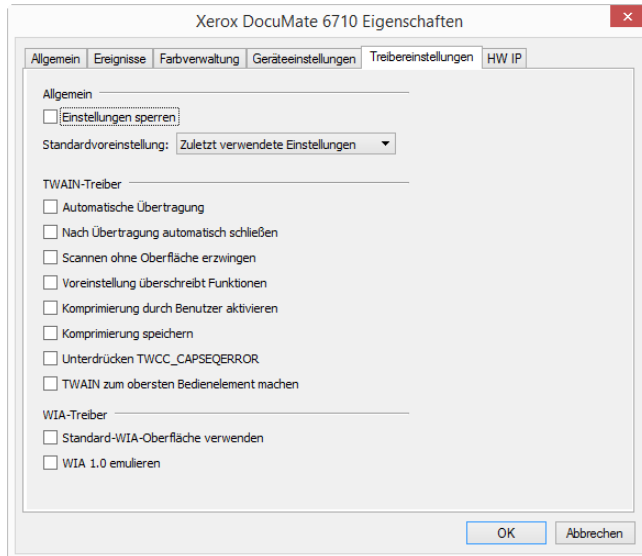 Xerox DocuMate 6710 Eigenschaften
Allgemein Ereignisse Farbverwaltung Geräteeinstellungen Treibereinstellungen HW IP
Allgemein
Einstellungen sperren
Standardvoreinstellung: Zuletzt verwendete Einstellungen
TWAIN-Treiber
Automatische Übertragung
Nach Übertragung automatisch schließen
Scannen ohne Oberfläche erzwingen
Voreinstellung überschreibt Funktionen
Komprimierung durch Benutzer aktivieren
Komprimierung speichern
Unterdrücken TWCC_CAPSEQERROR
TWAIN zum obersten Bedienelement machen
WIA-Treiber
Standard-WIA-Oberfläche verwenden
WIA 1.0 emulieren
OK Abbrechen